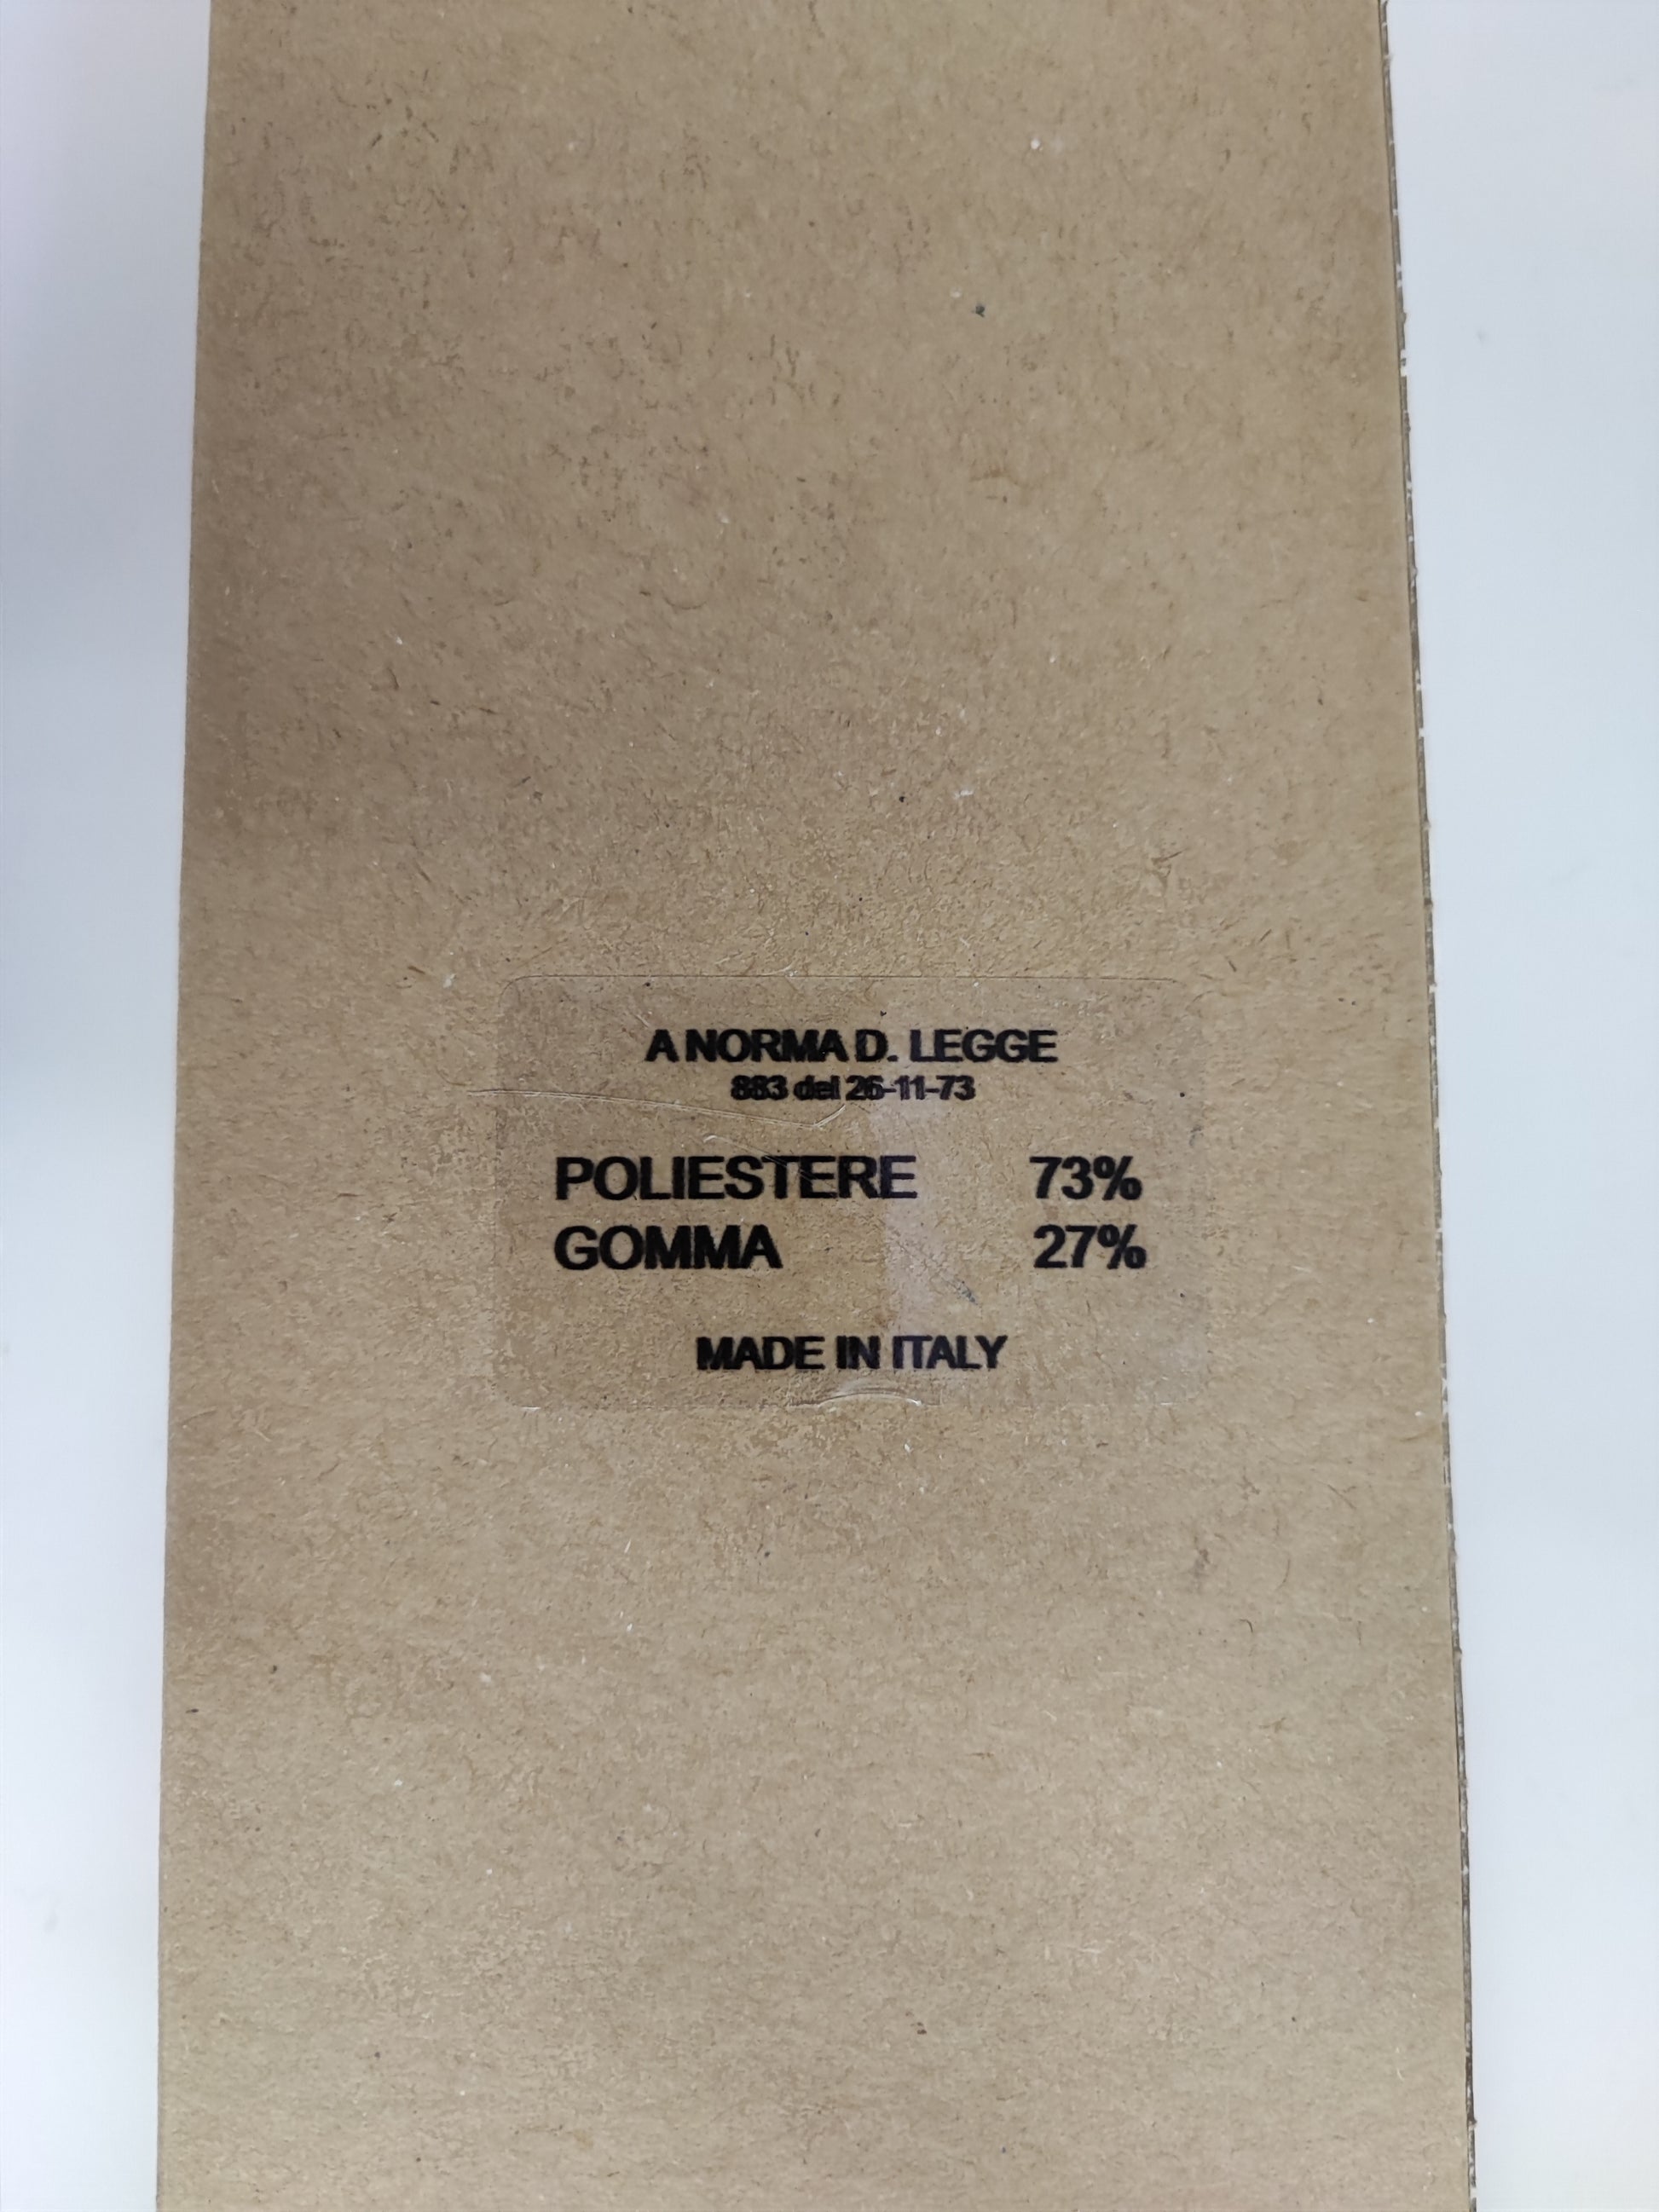 A NORMA D. LEGGE
883 del 26-11-73
POLIESTERE 73%
GOMMA 27%
MADE IN ITALY